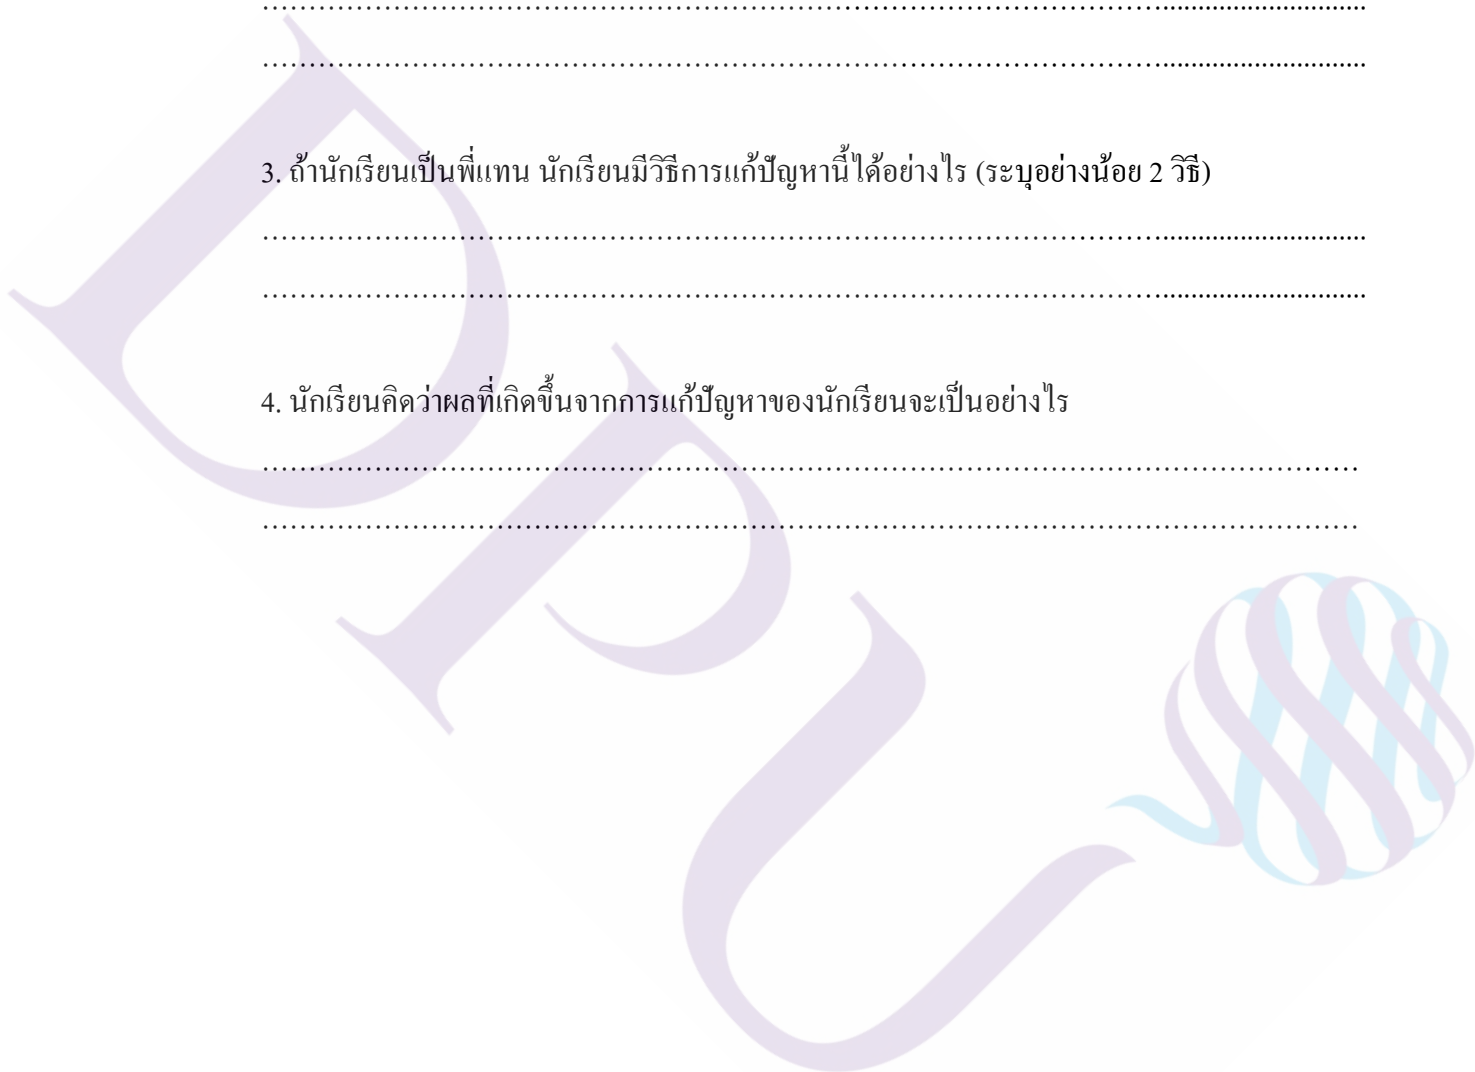 ……………………………………………………………………………………….............................
……………………………………………………………………………………….............................
3. ถ้านักเรียนเป็นพี่แทน นักเรียนมีวิธีการแก้ปัญหานี้ได้อย่างไร (ระบุอย่างน้อย 2 วิธี)
……………………………………………………………………………………….............................
……………………………………………………………………………………….............................
4. นักเรียนคิดว่าผลที่เกิดขึ้นจากการแก้ปัญหาของนักเรียนจะเป็นอย่างไร
…………………………………………………………………………………………………………
…………………………………………………………………………………………………………
DPU